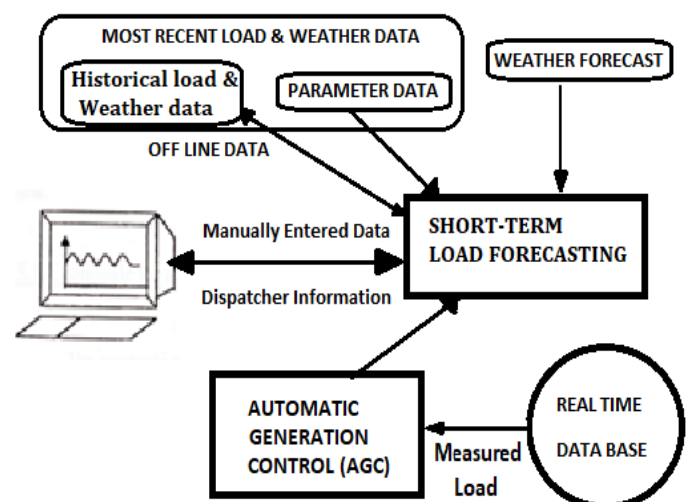 MOST RECENT LOAD & WEATHER DATA
Historical load &
Weather data
PARAMETER DATA
WEATHER FORECAST
OFF LINE DATA
Manually Entered Data
Dispatcher Information
SHORT-TERM
LOAD FORECASTING
AUTOMATIC
GENERATION
CONTROL (AGC)
Measured
Load
REAL TIME
DATA BASE